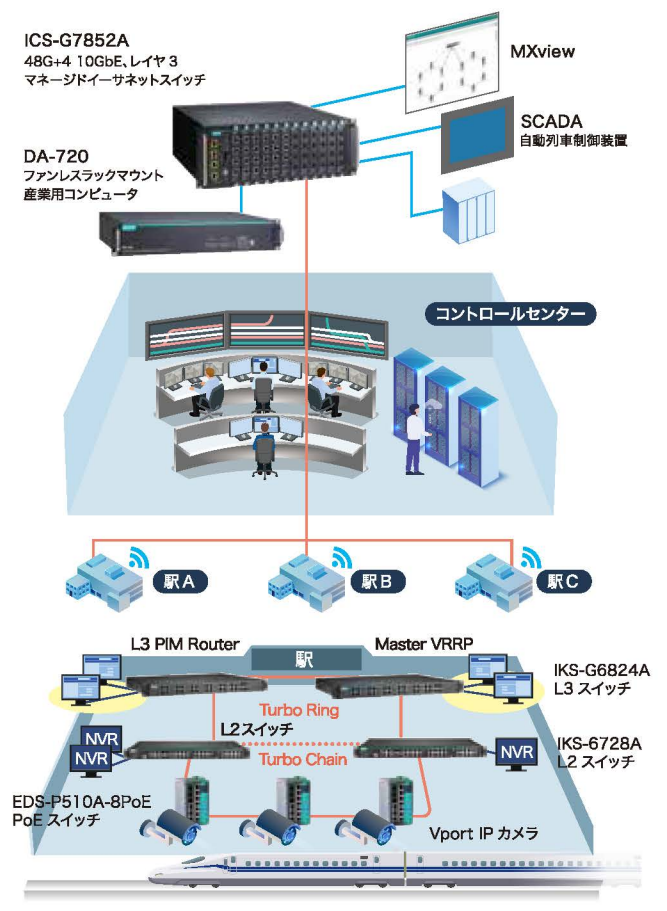 ICS-G7852A
48G+4 10GbE、レイヤ 3
マネージドイーサネットスイッチ
MXview
SCADA
自動列車制御装置
DA-720
ファンレスラックマウント
産業用コンピュータ
コントロールセンター
駅 A
駅 B
駅 C
L3 PIM Router
駅
Master VRRP
IKS-G6824A
L3 スイッチ
Turbo Ring
L2スイッチ
NVR
NVR
Turbo Chain
NVR
IKS-6728A
L2 スイッチ
EDS-P510A-8PoE
PoE スイッチ
Vport IP カメラ